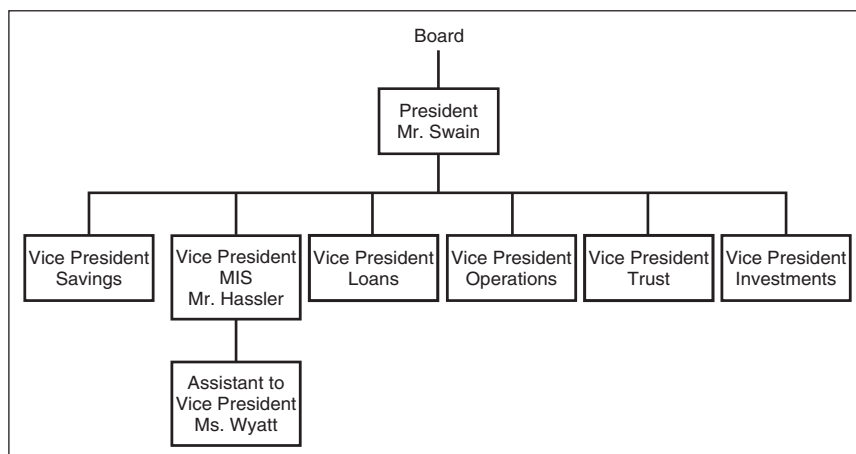 Board
President
Mr. Swain
Vice President
Savings
Vice President
MIS
Mr. Hassler
Vice President
Loans
Vice President
Operations
Vice President
Trust
Vice President
Investments
Assistant to
Vice President
Ms. Wyatt